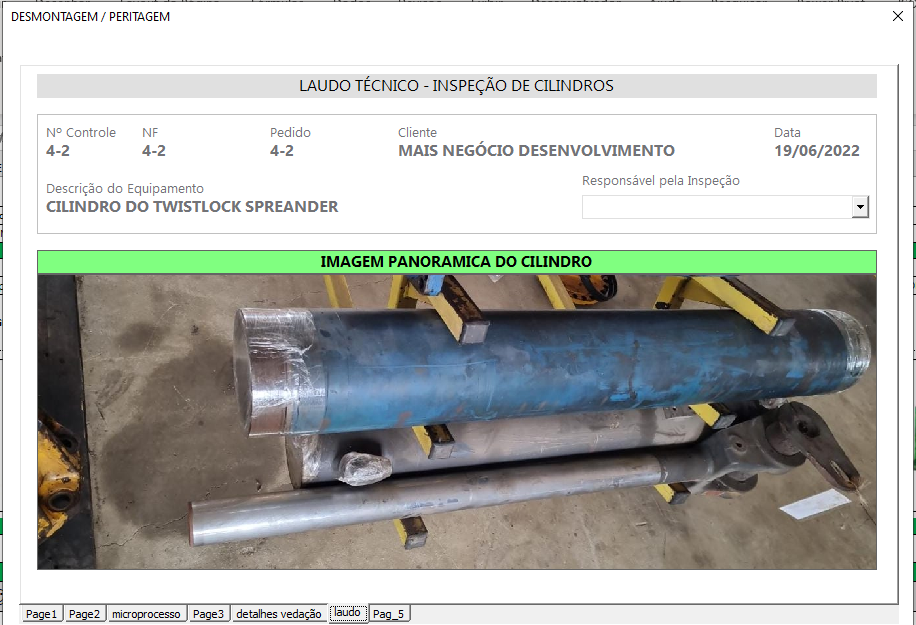 DESMONTAGEM / PERITAGEM
LAUDO TÉCNICO - INSPEÇÃO DE CILINDROS
Nº Controle NF Pedido Cliente Data
4-2 4-2 4-2 MAIS NEGÓCIO DESENVOLVIMENTO 19/06/2022
Descrição do Equipamento Responsável pela Inspeção
CILINDRO DO TWISTLOCK SPREANDER
IMAGEM PANORAMICA DO CILINDRO
Page1 Page2 microprocesso Page3 detalhes vedação laudo Pag_5